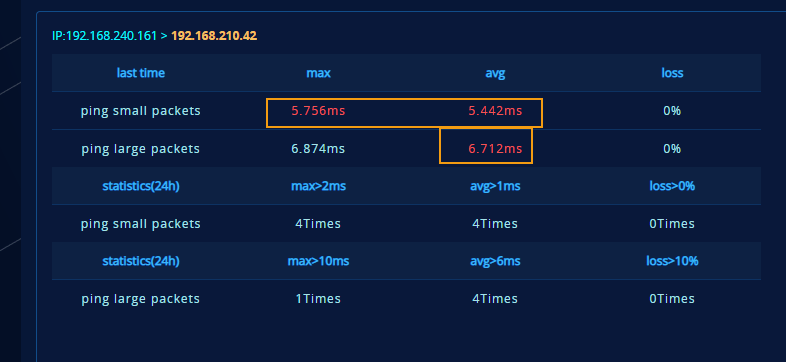 IP:192.168.240.161 > 192.168.210.42
last time max avg loss
ping small packets 5.756ms 5.442ms 0%
ping large packets 6.874ms 6.712ms 0%
statistics(24h) max>2ms avg>1ms loss>0%
ping small packets 4Times 4Times 0Times
statistics(24h) max>10ms avg>6ms loss>10%
ping large packets 1Times 4Times 0Times